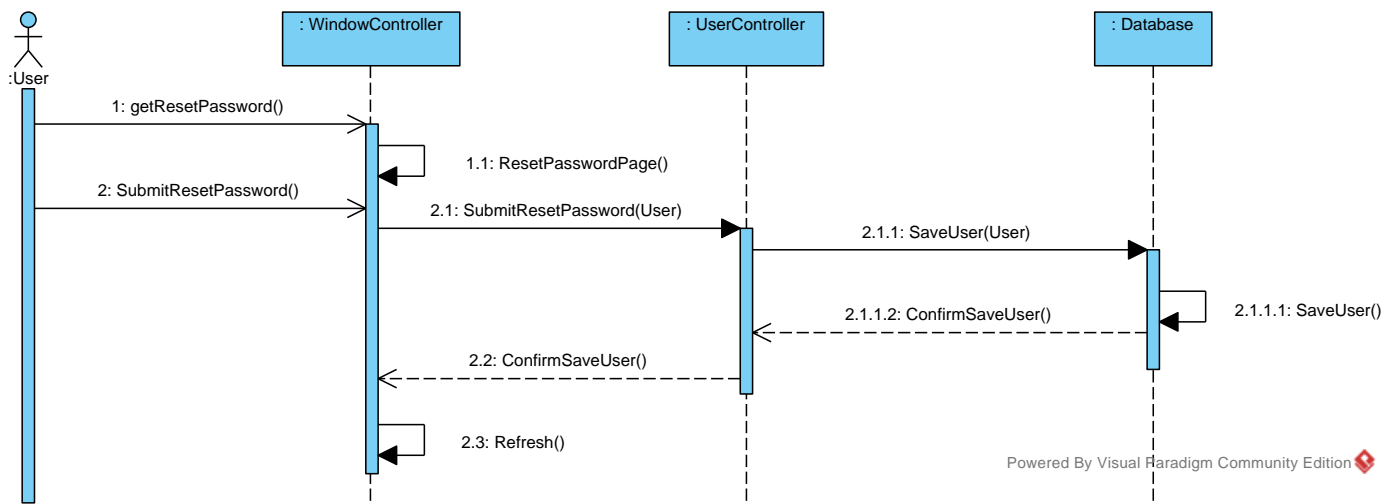 : WindowController
: UserController
: Database
:User
1: getResetPassword()
1.1: ResetPasswordPage()
2: SubmitResetPassword()
2.1: SubmitResetPassword(User)
2.1.1: SaveUser(User)
2.1.1.1: SaveUser()
2.1.1.2: ConfirmSaveUser()
2.2: ConfirmSaveUser()
2.3: Refresh()
Powered By Visual Paradigm Community Edition